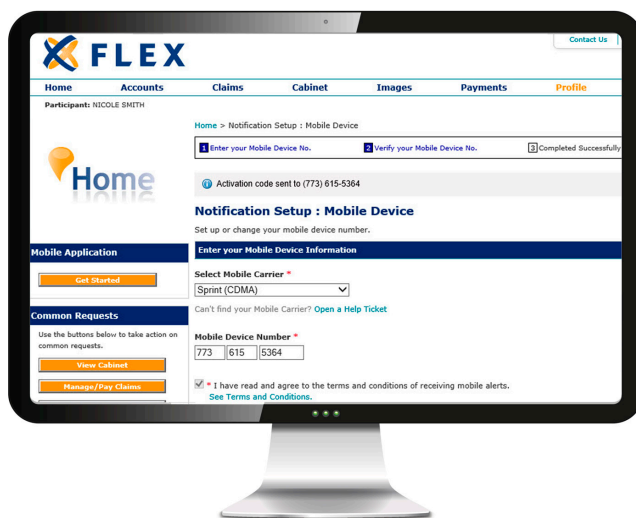 Contact Us
FLEX
Home Accounts Claims Cabinet Images Payments Profile
Participant: NICOLE SMITH
Home > Notification Setup : Mobile Device
1 Enter your Mobile Device No. 2 Verify your Mobile Device No. 3 Completed Successfully
Home
Activation code sent to (773) 615-5364
Notification Setup : Mobile Device
Set up or change your mobile device number.
Mobile Application
Enter your Mobile Device Information
Get Started
Select Mobile Carrier *
Sprint (CDMA)
Can't find your Mobile Carrier? Open a Help Ticket
Common Requests
Use the buttons below to take action on
common requests.
Mobile Device Number *
773 615 5364
View Cabinet
Manage/Pay Claims
* I have read and agree to the terms and conditions of receiving mobile alerts.
See Terms and Conditions.